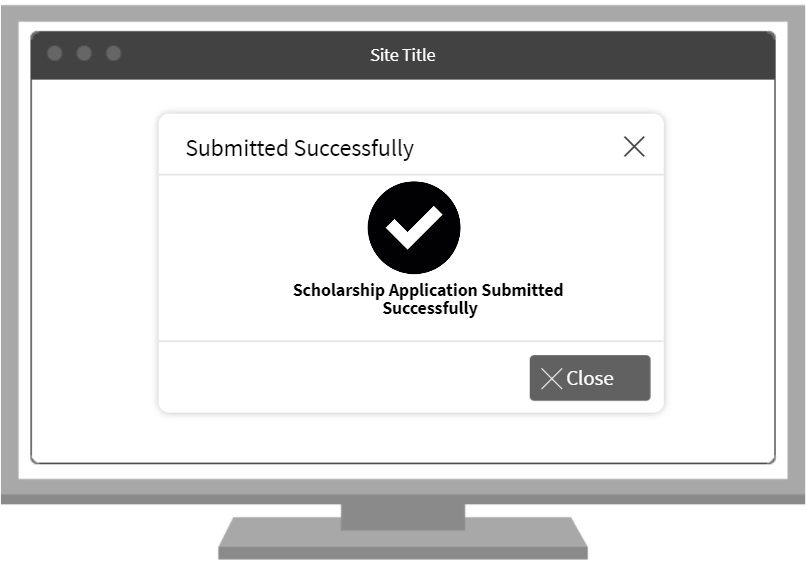 Site Title
Submitted Successfully
Scholarship Application Submitted
Successfully
Close